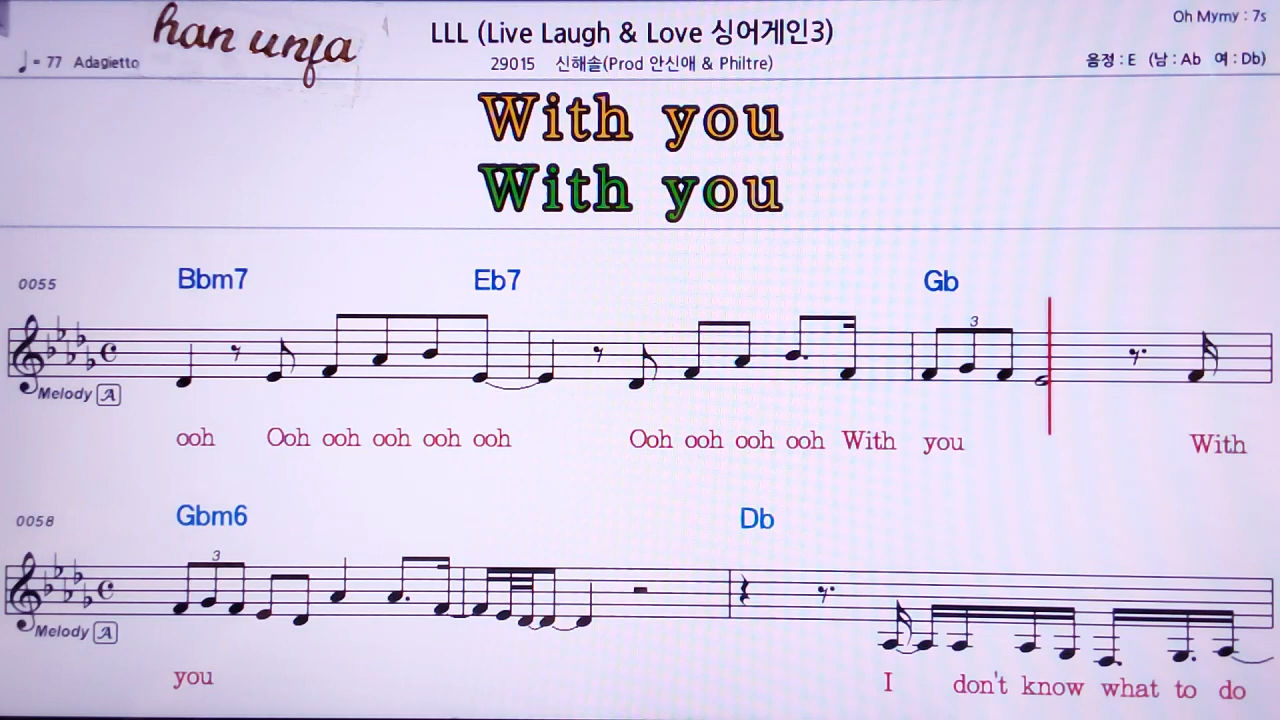 han unja
LLL (Live Laugh & Love 싱어게인3)
Oh Mymy : 7s
♩= 77 Adagietto
29015 신해솔(Prod 안신애 & Philtre)
음정 : E (남 : Ab 여 : Db)
With you
With you
0055 Bbm7 Eb7 Gb
3
Melody A
ooh Ooh ooh ooh ooh ooh Ooh ooh ooh ooh With you With
0058 Gbm6 Db
3
Melody A
you I don't know what to do